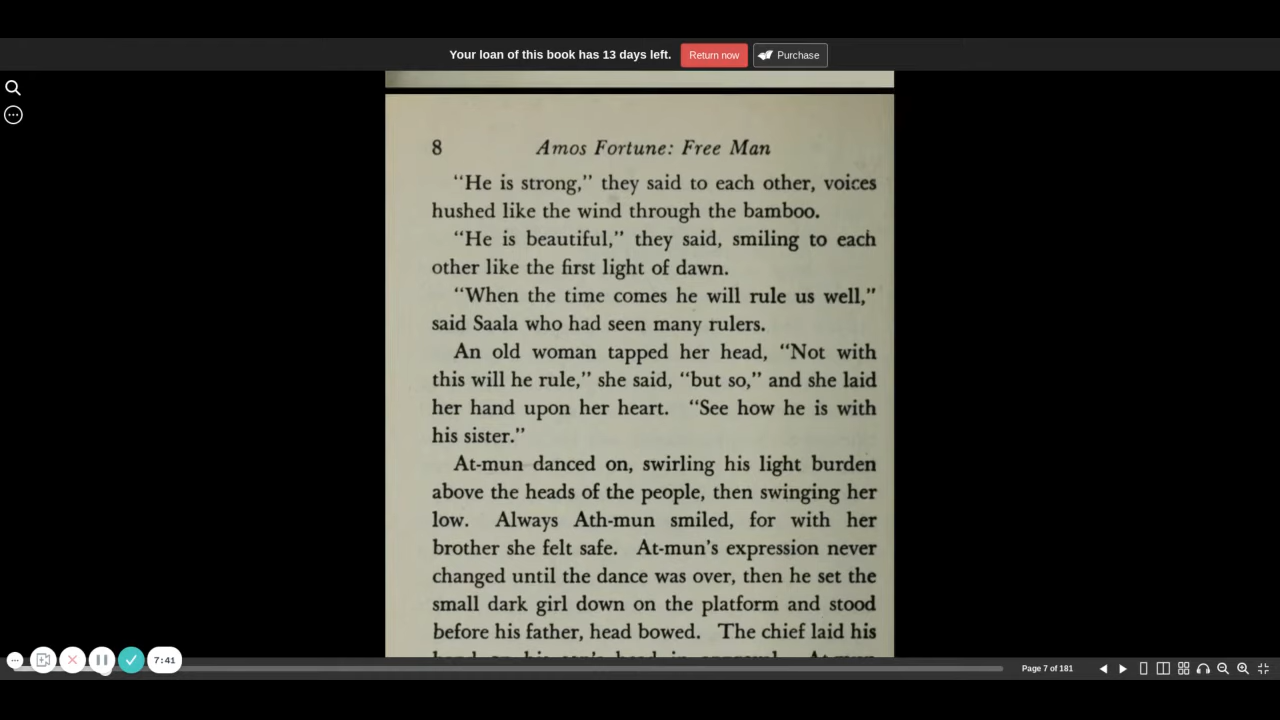 Your loan of this book has 13 days left. Return now Purchase
8 Amos Fortune: Free Man
"He is strong," they said to each other, voices
hushed like the wind through the bamboo.
"He is beautiful," they said, smiling to each
other like the first light of dawn.
"When the time comes he will rule us well,"
said Saala who had seen many rulers.
An old woman tapped her head, "Not with
this will he rule," she said, "but so," and she laid
her hand upon her heart. "See how he is with
his sister."
At-mun danced on, swirling his light burden
above the heads of the people, then swinging her
low. Always Ath-mun smiled, for with her
brother she felt safe. At-mun's expression never
changed until the dance was over, then he set the
small dark girl down on the platform and stood
before his father, head bowed. The chief laid his
7:41
Page 7 of 181